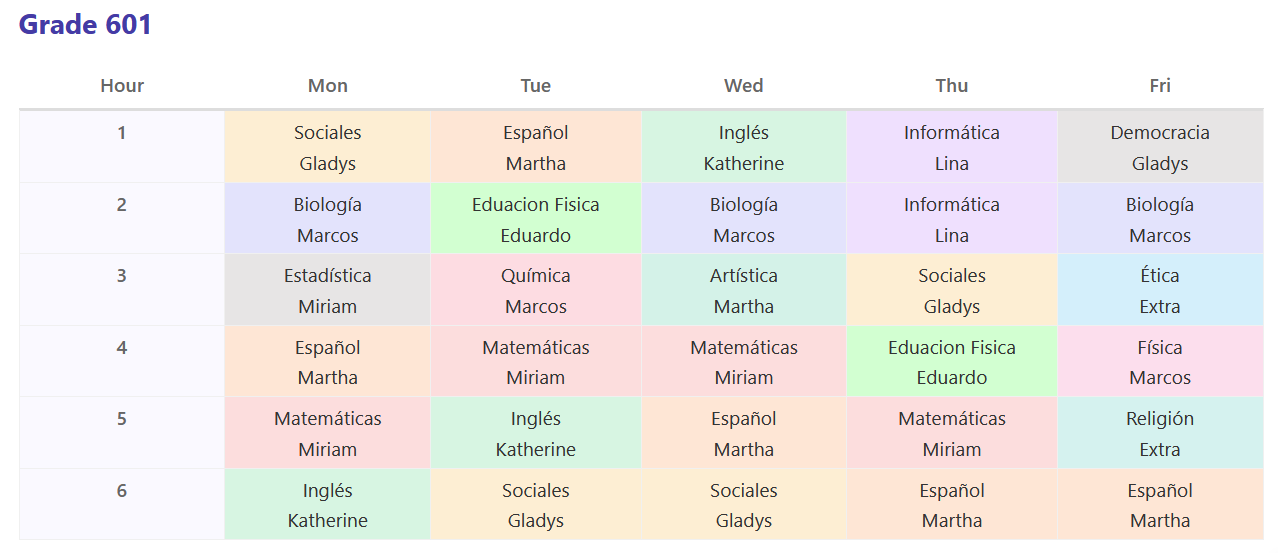 Grade 601
Hour Mon Tue Wed Thu Fri
1 Sociales Español Inglés Informática Democracia
Gladys Martha Katherine Lina Gladys
2 Biología Eduacion Fisica Biología Informática Biología
Marcos Eduardo Marcos Lina Marcos
3 Estadística Química Artística Sociales Ética
Miriam Marcos Martha Gladys Extra
4 Español Matemáticas Matemáticas Eduacion Fisica Física
Martha Miriam Miriam Eduardo Marcos
5 Matemáticas Inglés Español Matemáticas Religión
Miriam Katherine Martha Miriam Extra
6 Inglés Sociales Sociales Español Español
Katherine Gladys Gladys Martha Martha